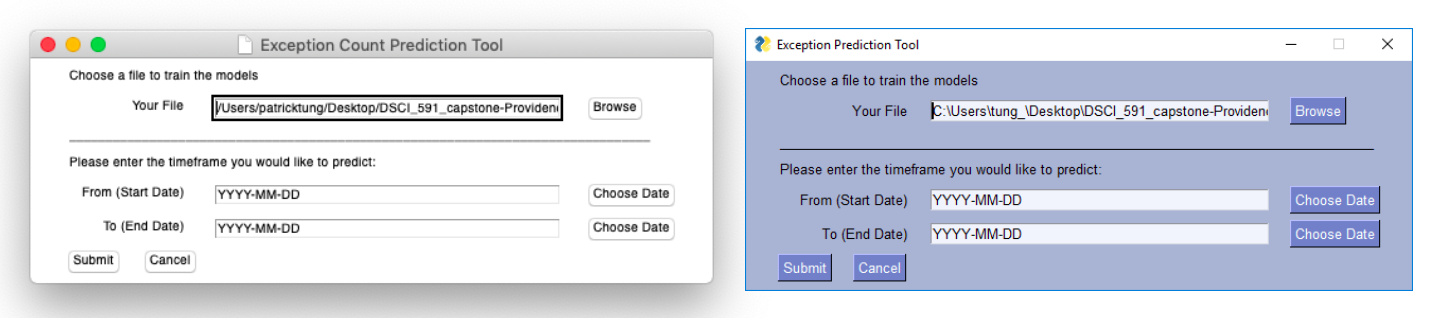 Exception Count Prediction Tool
Choose a file to train the models
Your File /Users/patricktung/Desktop/DSCI_591_capstone-Providen Browse
Please enter the timeframe you would like to predict:
From (Start Date) YYYY-MM-DD Choose Date
To (End Date) YYYY-MM-DD Choose Date
Submit Cancel
Exception Prediction Tool
Choose a file to train the models
Your File C:\Users\tung_\Desktop\DSCI_591_capstone-Providen Browse
Please enter the timeframe you would like to predict:
From (Start Date) YYYY-MM-DD Choose Date
To (End Date) YYYY-MM-DD Choose Date
Submit Cancel